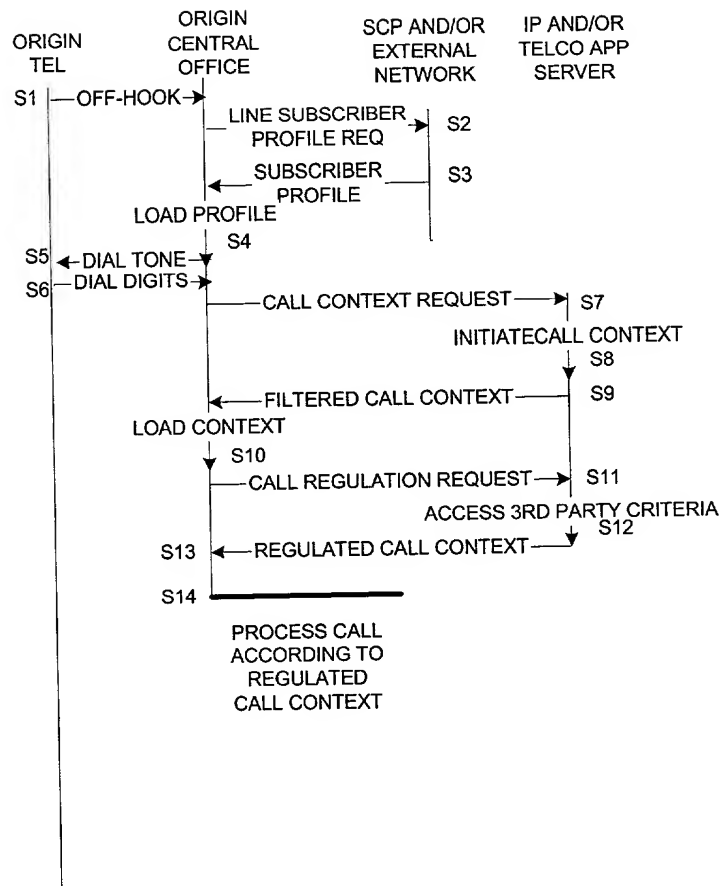 ORIGIN
TEL
ORIGIN
CENTRAL
OFFICE
SCP AND/OR
EXTERNAL
NETWORK
IP AND/OR
TELCO APP
SERVER
S1
OFF-HOOK
LINE SUBSCRIBER
PROFILE REQ
S2
SUBSCRIBER
PROFILE
S3
LOAD PROFILE
S4
S5
DIAL TONE
S6
DIAL DIGITS
CALL CONTEXT REQUEST
S7
INITIATECALL CONTEXT
S8
FILTERED CALL CONTEXT
S9
LOAD CONTEXT
S10
CALL REGULATION REQUEST
S11
ACCESS 3RD PARTY CRITERIA
S12
S13
REGULATED CALL CONTEXT
S14
PROCESS CALL
ACCORDING TO
REGULATED
CALL CONTEXT